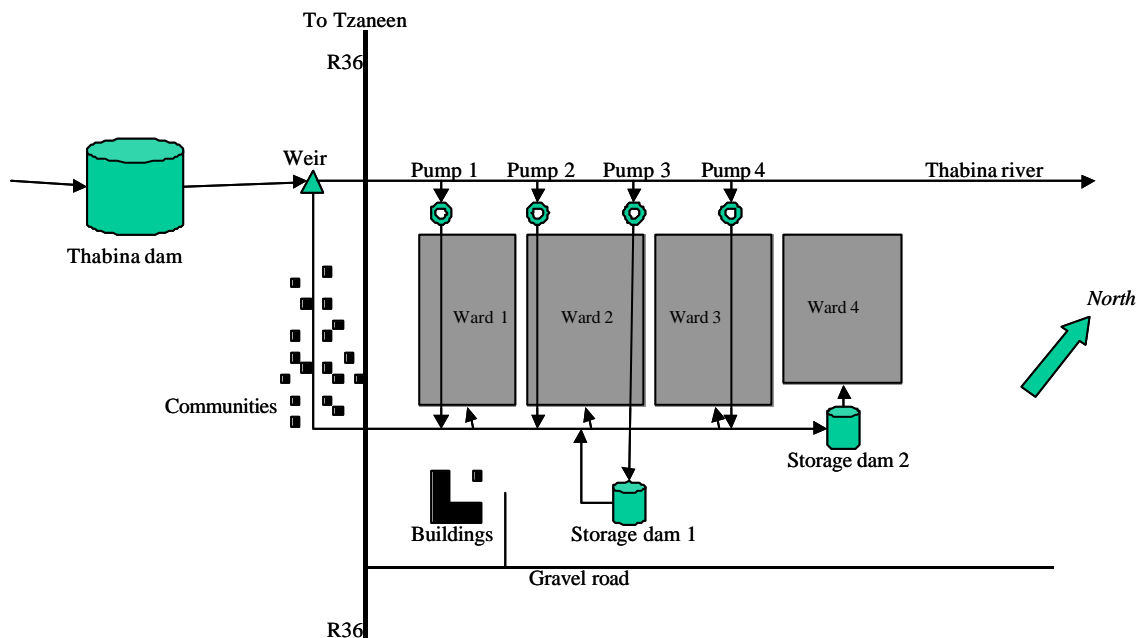 To Tzaneen
R36
Weir
Pump 1
Pump 2
Pump 3
Pump 4
Thabina river
Thabina dam
North
Ward 1
Ward 2
Ward 3
Ward 4
Communities
Storage dam 2
Buildings
Storage dam 1
Gravel road
R36